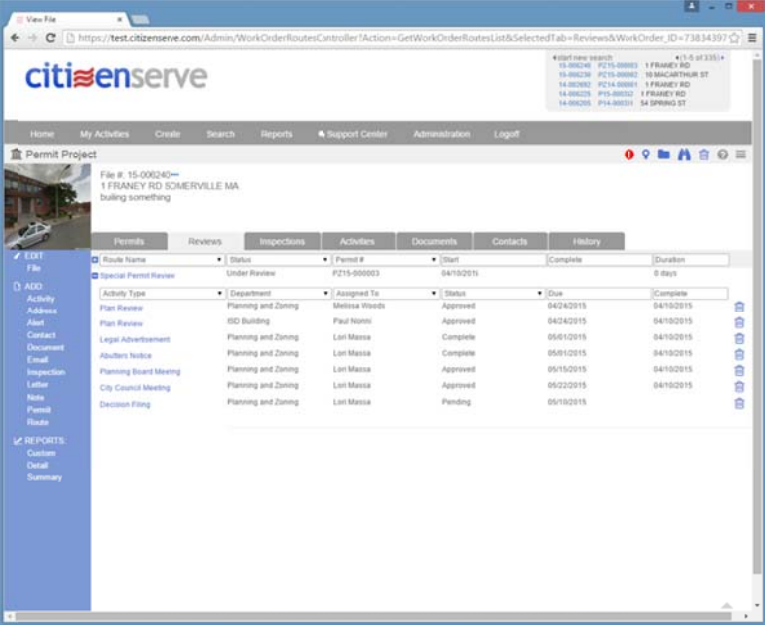 View File
https://test.citizenserve.com/Admin/WorkOrderRoutesController?Action=GetWorkOrderRoutesList&SelectedTab=Reviews&WorkOrder_ID=73834397
citizenserve
start new search (1-5 of 335)
15-006240 PZ15-000003 1 FRANEY RD
15-006230 PZ15-000002 10 MACARTHUR ST
14-002692 PZ14-000001 1 FRANEY RD
14-006225 P15-000302 1 FRANEY RD
14-006205 P14-000331 54 SPRING ST
Home My Activities Create Search Reports Support Center Administration Logoff
Permit Project
File #: 15-006240
1 FRANEY RD SOMERVILLE MA
builing something
Permits Reviews Inspections Activities Documents Contacts History
EDIT
File
ADD
Activity
Address
Alert
Contact
Document
Email
Inspection
Letter
Note
Permit
Route
REPORTS:
Custom
Detail
Summary
Route Name Status Permit # Start Complete Duration
Special Permit Review Under Review PZ15-000003 04/10/2015 0 days
Activity Type Department Assigned To Status Due Complete
Plan Review Planning and Zoning Melissa Woods Approved 04/24/2015 04/10/2015
Plan Review ISD Building Paul Nonni Approved 04/24/2015 04/10/2015
Legal Advertisement Planning and Zoning Lori Massa Complete 05/01/2015 04/10/2015
Abutters Notice Planning and Zoning Lori Massa Complete 05/01/2015 04/10/2015
Planning Board Meeting Planning and Zoning Lori Massa Approved 05/15/2015 04/10/2015
City Council Meeting Planning and Zoning Lori Massa Approved 05/22/2015 04/10/2015
Decision Filing Planning and Zoning Lori Massa Pending 05/10/2015